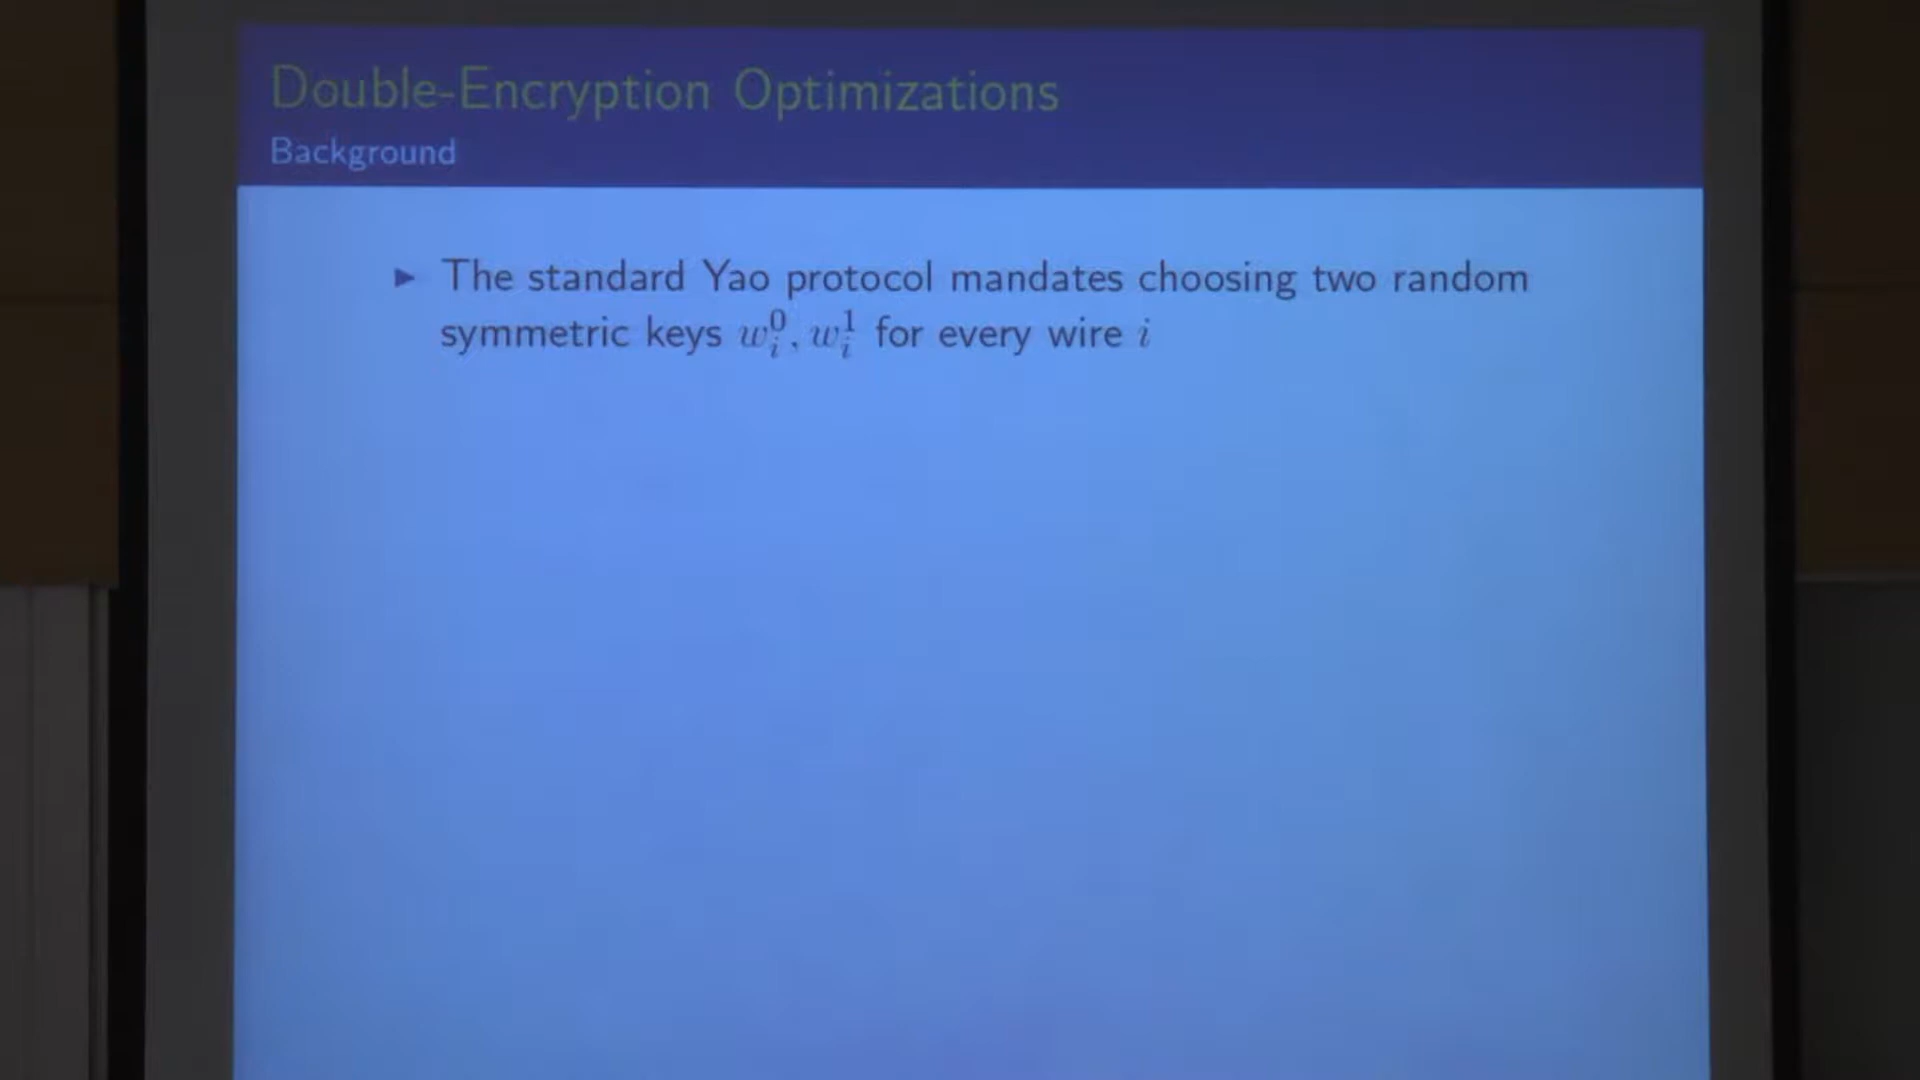 Double-Encryption Optimizations
Background
► The standard Yao protocol mandates choosing two random
symmetric keys $w_i^0, w_i^1$ for every wire $i$